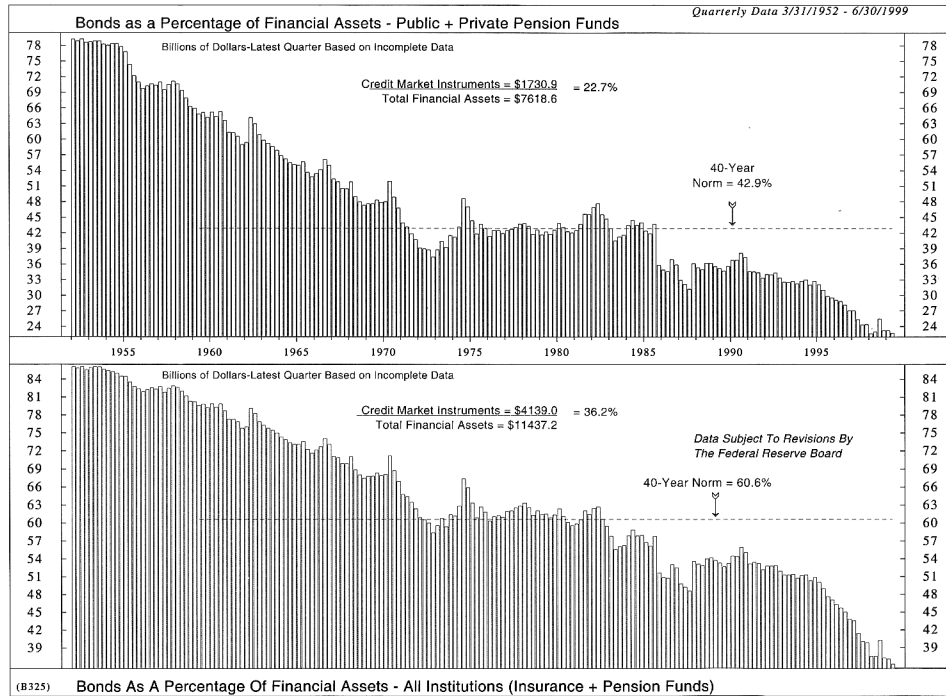 Quarterly Data 3/31/1952 - 6/30/1999
Bonds as a Percentage of Financial Assets - Public + Private Pension Funds
Billions of Dollars-Latest Quarter Based on Incomplete Data
Credit Market Instruments = $1730.9 = 22.7%
Total Financial Assets = $7618.6
40-Year
Norm = 42.9%
78 78
75 75
72 72
69 69
66 66
63 63
60 60
57 57
54 54
51 51
48 48
45 45
42 42
39 39
36 36
33 33
30 30
27 27
24 24
1955 1960 1965 1970 1975 1980 1985 1990 1995
Billions of Dollars-Latest Quarter Based on Incomplete Data
Credit Market Instruments = $4139.0 = 36.2%
Total Financial Assets = $11437.2
Data Subject To Revisions By
The Federal Reserve Board
40-Year Norm = 60.6%
84 84
81 81
78 78
75 75
72 72
69 69
66 66
63 63
60 60
57 57
54 54
51 51
48 48
45 45
42 42
39 39
(B325) Bonds As A Percentage Of Financial Assets - All Institutions (Insurance + Pension Funds)